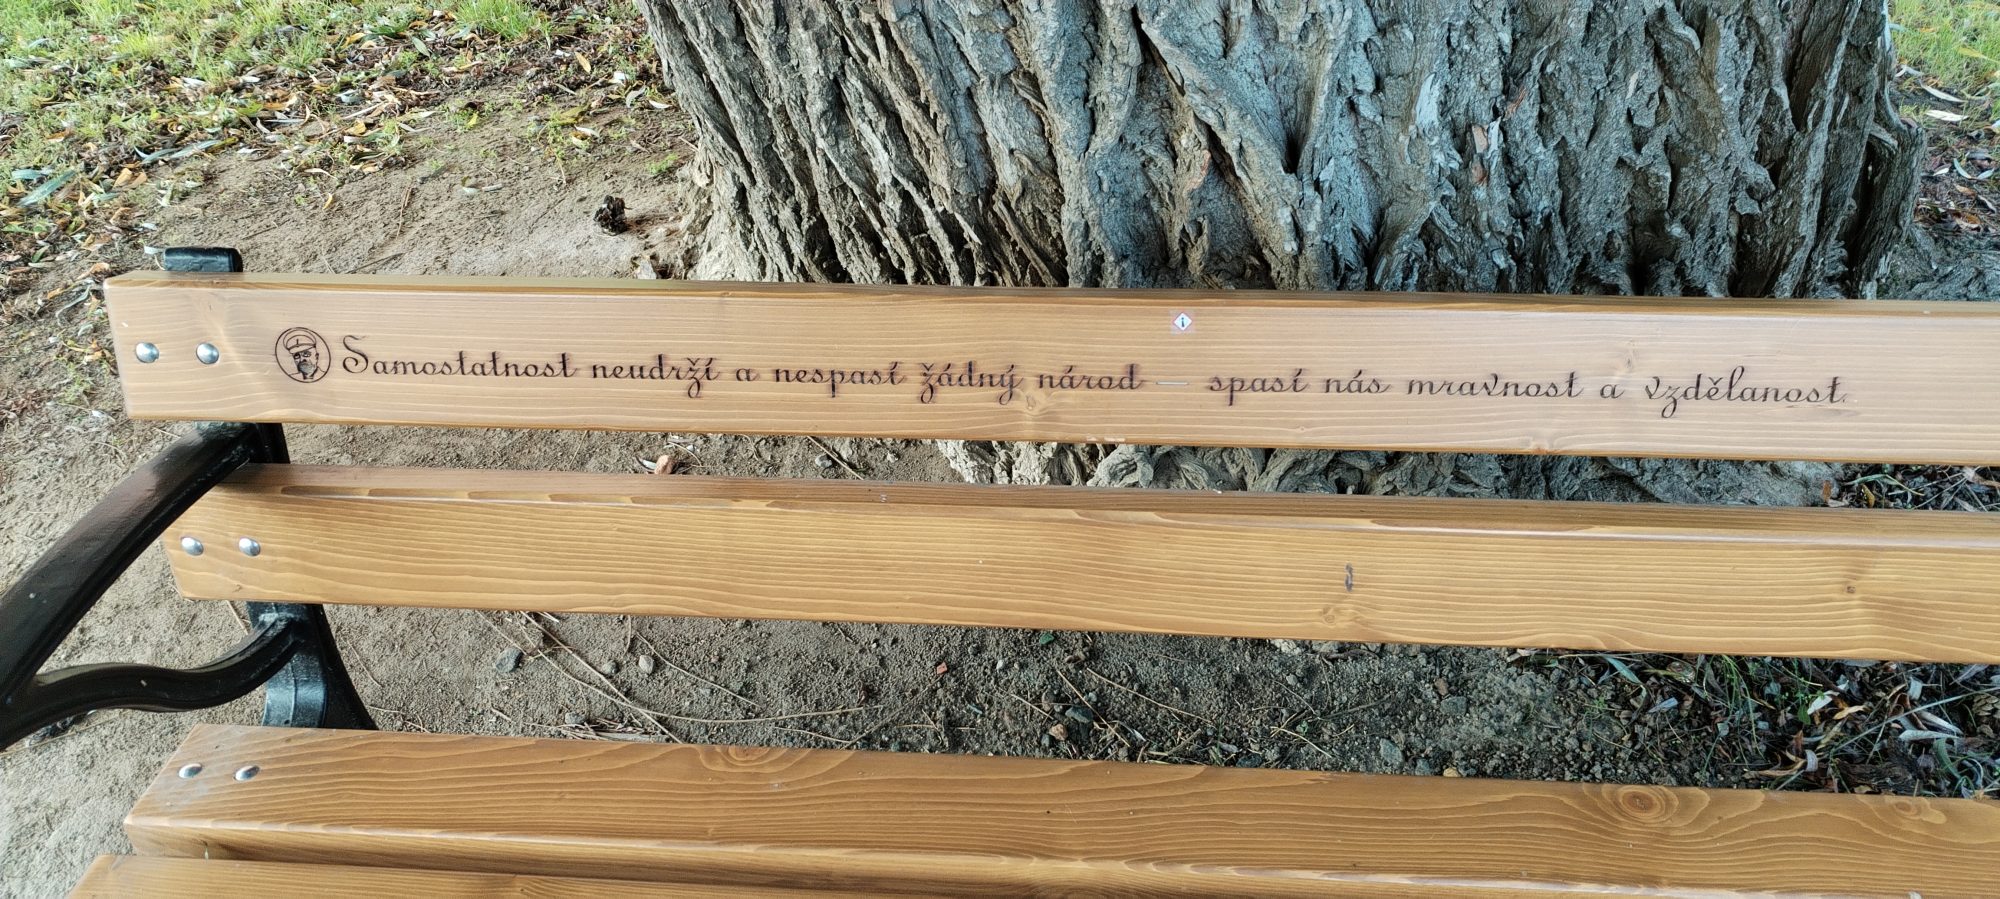 Samostatnost neudrží a nespasí žádný národ — spasí nás mravnost a vzdělanost.
i